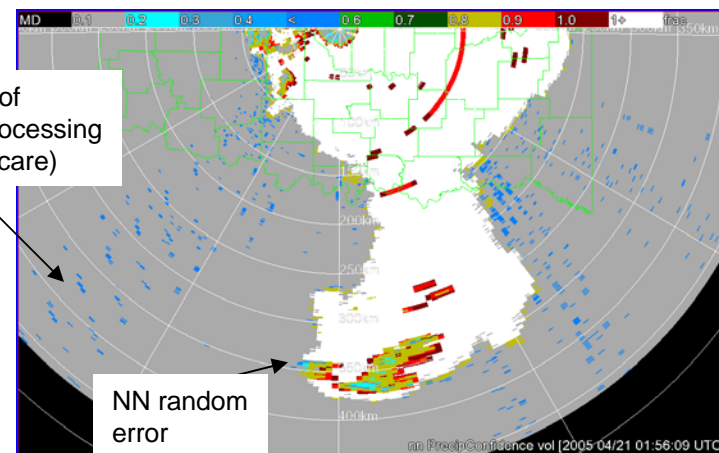 MD 0.1 0.2 0.3 0.4 < 0.6 0.7 0.8 0.9 1.0 1+ frac
350km
of
ocessing
care)
100km
150km
200km
250km
300km
350km
400km
NN random
error
nn PrecipConfidence vol [2005/04/21 01:56:09 UTC